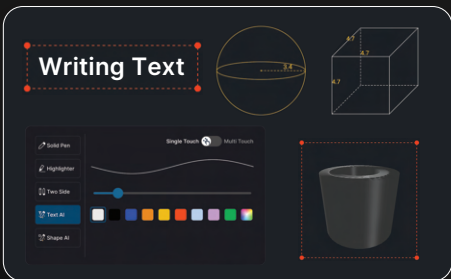 Writing Text
3.4
4.7
4.7
4.7
Solid Pen
Single Touch
Multi Touch
Highlighter
Two Side
Text AI
Shape AI